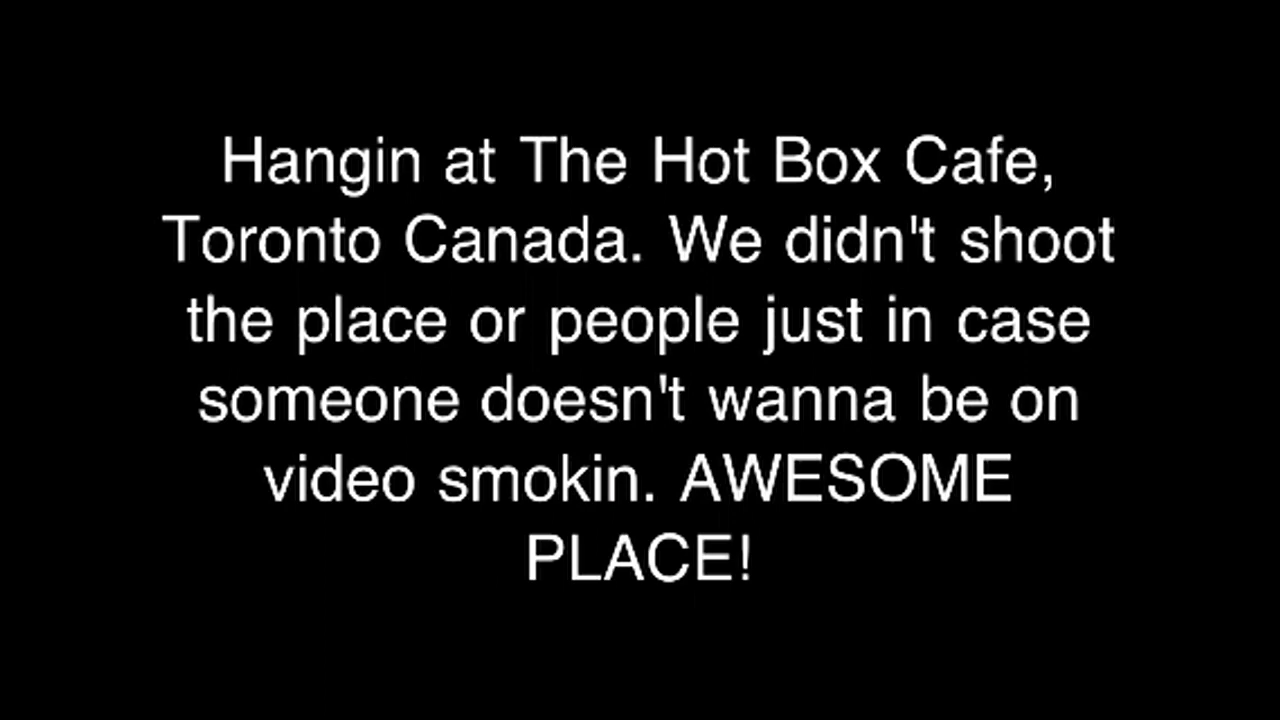 Hangin at The Hot Box Cafe,
Toronto Canada. We didn't shoot
the place or people just in case
someone doesn't wanna be on
video smokin. AWESOME
PLACE!